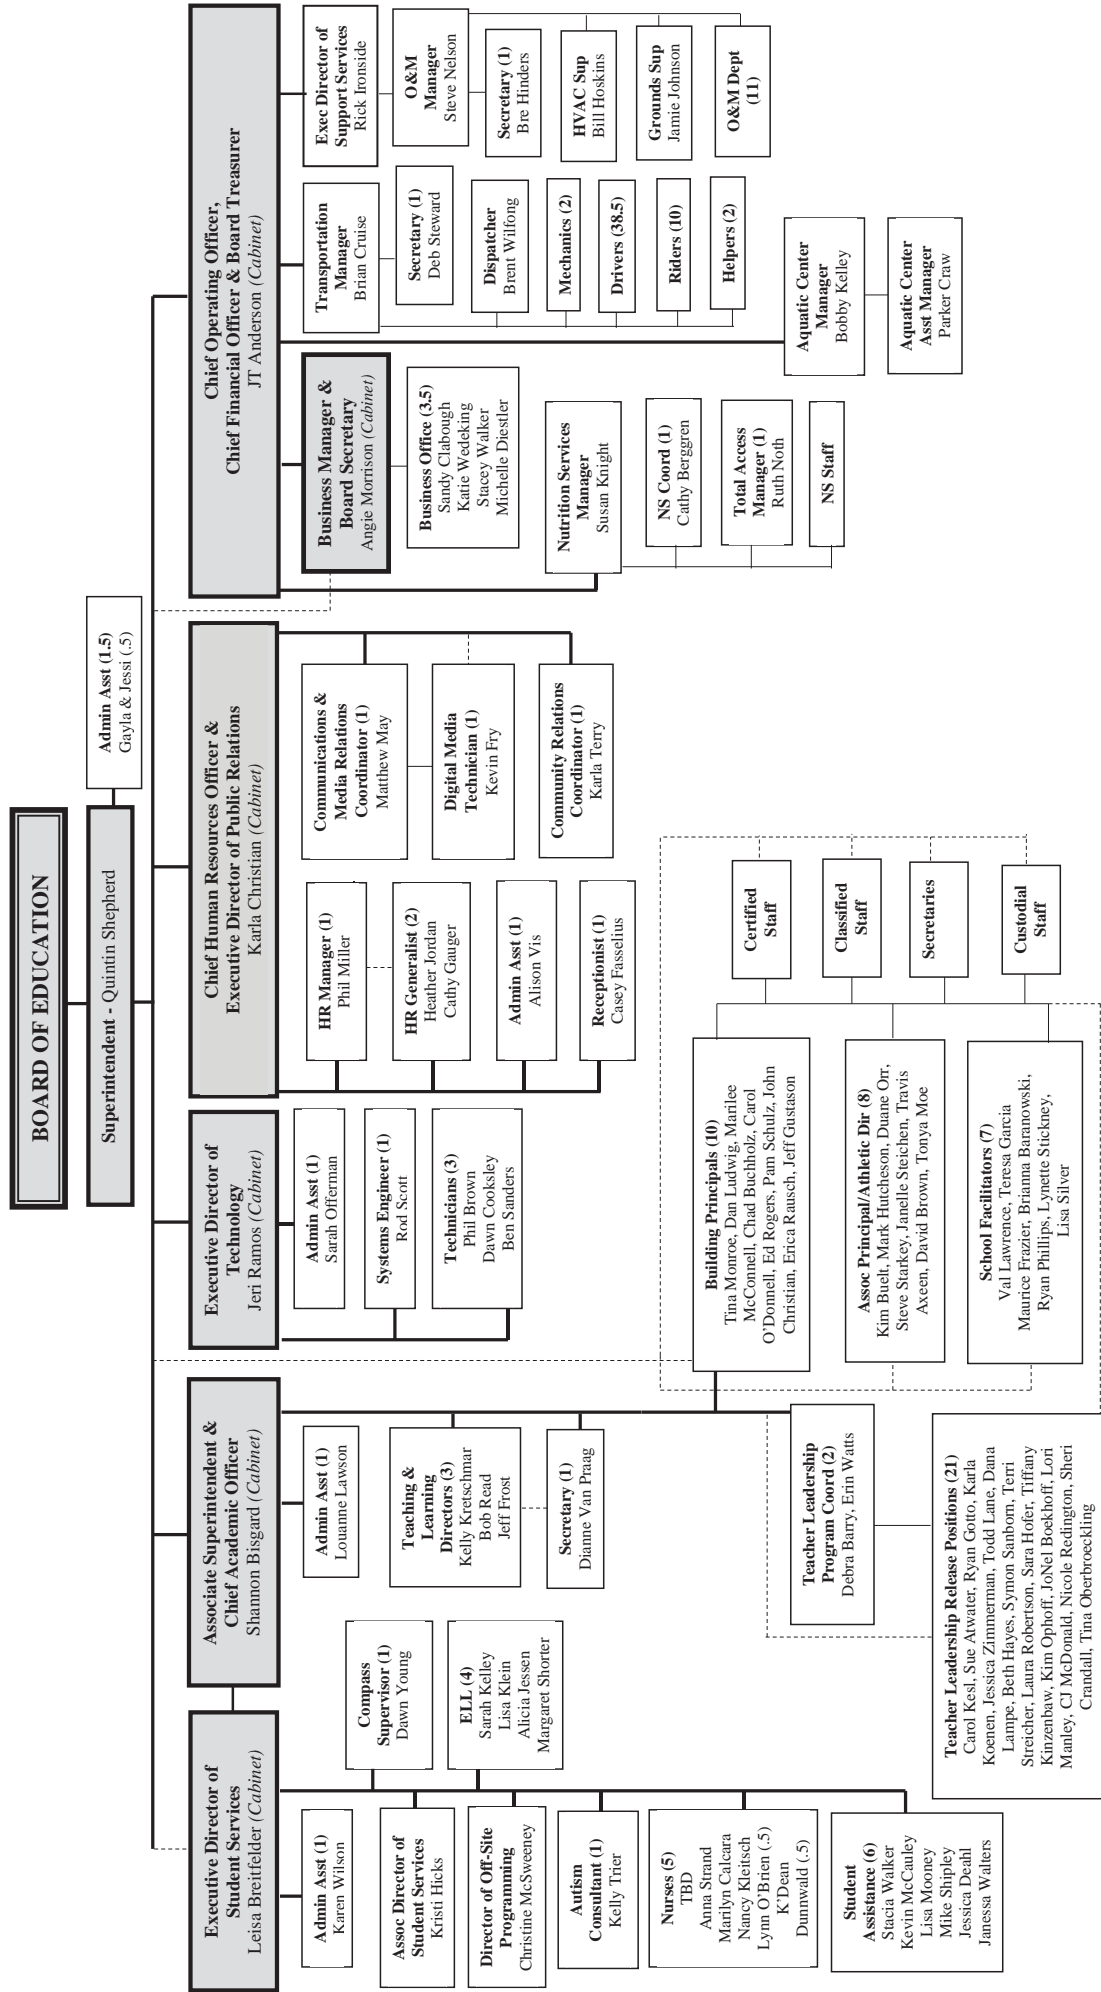 BOARD OF EDUCATION
Superintendent - Quintin Shepherd
Admin Asst (1.5)
Gayla & Jessi (.5)
Executive Director of
Student Services
Leisa Breitfelder (Cabinet)
Admin Asst (1)
Karen Wilson
Assoc Director of
Student Services
Kristi Hicks
Director of Off-Site
Programming
Christine McSweeney
Autism
Consultant (1)
Kelly Trier
Nurses (5)
TBD
Anna Strand
Marilyn Calcara
Nancy Kleitsch
Lynn O'Brien (.5)
K'Dean
Dunnwald (.5)
Student
Assistance (6)
Stacia Walker
Kevin McCauley
Lisa Mooney
Mike Shipley
Jessica Deahl
Janessa Walters
Compass
Supervisor (1)
Dawn Young
ELL (4)
Sarah Kelley
Lisa Klein
Alicia Jessen
Margaret Shorter
Associate Superintendent &
Chief Academic Officer
Shannon Bisgard (Cabinet)
Admin Asst (1)
Louanne Lawson
Teaching &
Learning
Directors (3)
Kelly Kretschmar
Bob Read
Jeff Frost
Secretary (1)
Dianne Van Praag
Teacher Leadership
Program Coord (2)
Debra Barry, Erin Watts
Teacher Leadership Release Positions (21)
Carol Kesl, Sue Atwater, Ryan Gotto, Karla
Koenen, Jessica Zimmerman, Todd Lane, Dana
Lampe, Beth Hayes, Symon Sanborn, Terri
Streicher, Laura Robertson, Sara Hofer, Tiffany
Kinzenbaw, Kim Ophoff, JoNel Boekhoff, Lori
Manley, CJ McDonald, Nicole Redington, Sheri
Crandall, Tina Oberbroeckling
Building Principals (10)
Tina Monroe, Dan Ludwig, Marilee
McConnell, Chad Buchholz, Carol
O'Donnell, Ed Rogers, Pam Schulz, John
Christian, Erica Rausch, Jeff Gustason
Assoc Principal/Athletic Dir (8)
Kim Buelt, Mark Hutcheson, Duane Orr,
Steve Starkey, Janelle Steichen, Travis
Axeen, David Brown, Tonya Moe
School Facilitators (7)
Val Lawrence, Teresa Garcia
Maurice Frazier, Brianna Baranowski,
Ryan Phillips, Lynette Stickney,
Lisa Silver
Certified
Staff
Classified
Staff
Secretaries
Custodial
Staff
Executive Director of
Technology
Jeri Ramos (Cabinet)
Admin Asst (1)
Sarah Offerman
Systems Engineer (1)
Rod Scott
Technicians (3)
Phil Brown
Dawn Cooksley
Ben Sanders
Chief Human Resources Officer &
Executive Director of Public Relations
Karla Christian (Cabinet)
HR Manager (1)
Phil Miller
HR Generalist (2)
Heather Jordan
Cathy Gauger
Admin Asst (1)
Alison Vis
Receptionist (1)
Casey Fasselius
Communications &
Media Relations
Coordinator (1)
Matthew May
Digital Media
Technician (1)
Kevin Fry
Community Relations
Coordinator (1)
Karla Terry
Chief Operating Officer,
Chief Financial Officer & Board Treasurer
JT Anderson (Cabinet)
Business Manager &
Board Secretary
Angie Morrison (Cabinet)
Business Office (3.5)
Sandy Clabough
Katie Wedeking
Stacey Walker
Michelle Diestler
Nutrition Services
Manager
Susan Knight
NS Coord (1)
Cathy Berggren
Total Access
Manager (1)
Ruth Noth
NS Staff
Transportation
Manager
Brian Cruise
Secretary (1)
Deb Steward
Dispatcher
Brent Wilfong
Mechanics (2)
Drivers (38.5)
Riders (10)
Helpers (2)
Aquatic Center
Manager
Bobby Kelley
Aquatic Center
Asst Manager
Parker Craw
Exec Director of
Support Services
Rick Ironside
O&M
Manager
Steve Nelson
Secretary (1)
Bre Hinders
HVAC Sup
Bill Hoskins
Grounds Sup
Jamie Johnson
O&M Dept
(11)